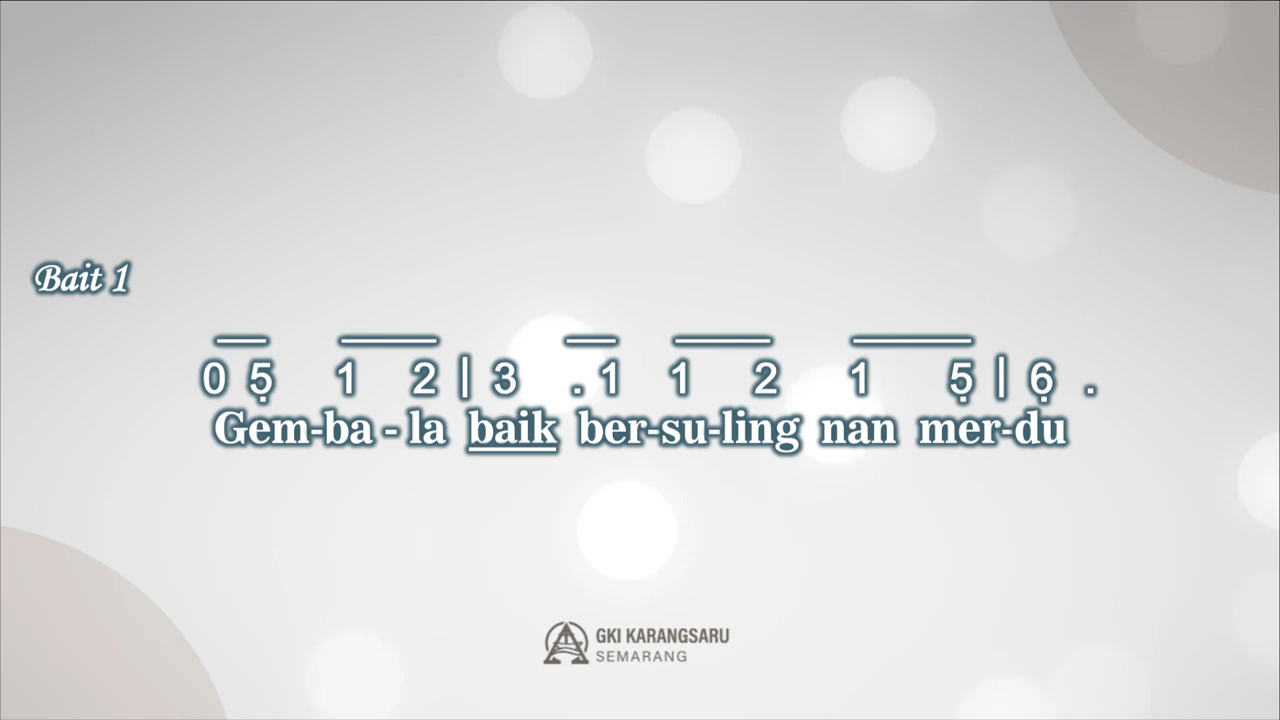 Bait 1
0 5̣ 1 2 | 3 . 1 1 2 1 5̣ | 6̣ .
Gem-ba - la baik ber-su-ling nan mer-du
GKI KARANGSARU
SEMARANG